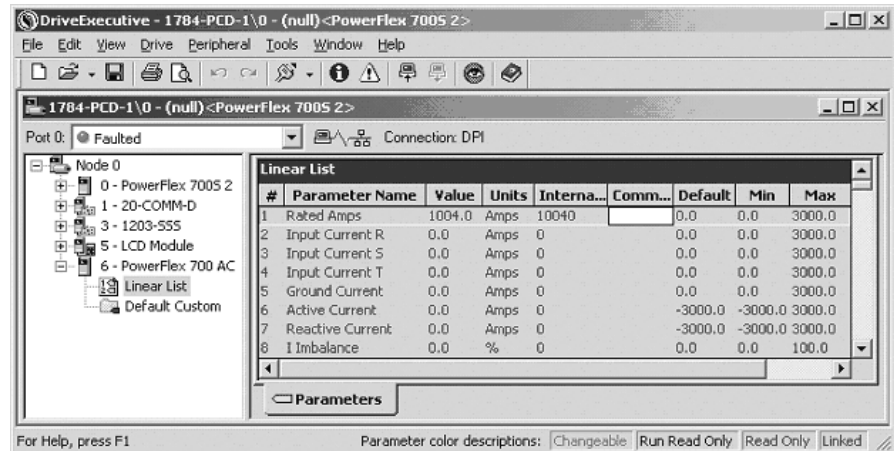 DriveExecutive - 1784-PCD-1\0 - (null)<PowerFlex 700S 2>
File Edit View Drive Peripheral Tools Window Help
1784-PCD-1\0 - (null)<PowerFlex 700S 2>
Port 0: Faulted Connection: DPI
Node 0
0 - PowerFlex 700S 2
1 - 20-COMM-D
3 - 1203-SSS
5 - LCD Module
6 - PowerFlex 700 AC
Linear List
Default Custom
Linear List
# Parameter Name Value Units Interna... Comm... Default Min Max
1 Rated Amps 1004.0 Amps 10040 0.0 0.0 3000.0
2 Input Current R 0.0 Amps 0 0.0 0.0 3000.0
3 Input Current S 0.0 Amps 0 0.0 0.0 3000.0
4 Input Current T 0.0 Amps 0 0.0 0.0 3000.0
5 Ground Current 0.0 Amps 0 0.0 0.0 3000.0
6 Active Current 0.0 Amps 0 -3000.0 -3000.0 3000.0
7 Reactive Current 0.0 Amps 0 -3000.0 -3000.0 3000.0
8 I Imbalance 0.0 % 0 0.0 0.0 100.0
Parameters
For Help, press F1 Parameter color descriptions: Changeable Run Read Only Read Only Linked